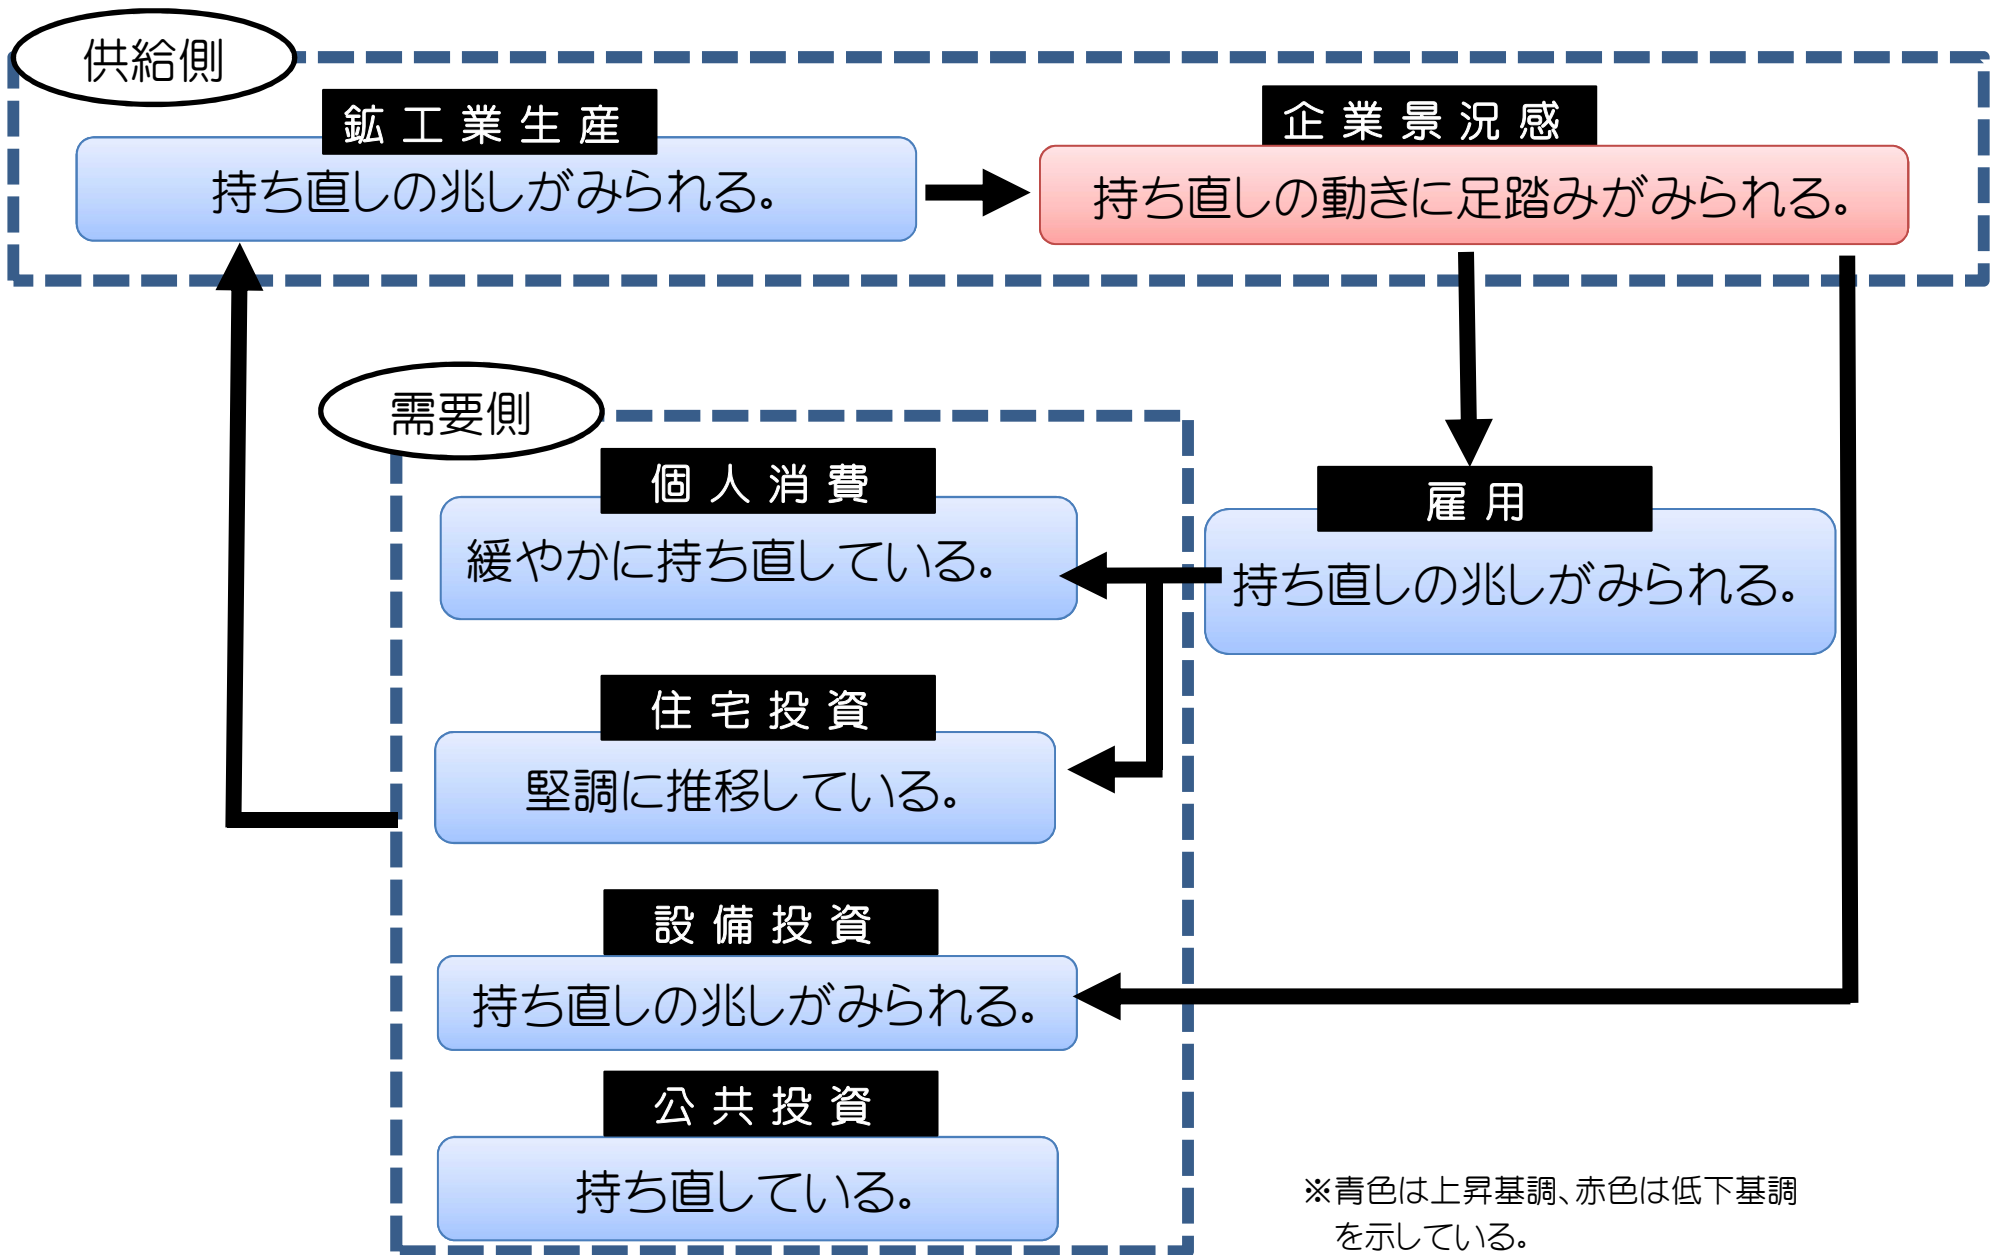 供給側
鉱工業生産
持ち直しの兆しがみられる。
企業景況感
持ち直しの動きに足踏みがみられる。
需要側
個人消費
緩やかに持ち直している。
雇用
持ち直しの兆しがみられる。
住宅投資
堅調に推移している。
設備投資
持ち直しの兆しがみられる。
公共投資
持ち直している。
※青色は上昇基調、赤色は低下基調
を示している。